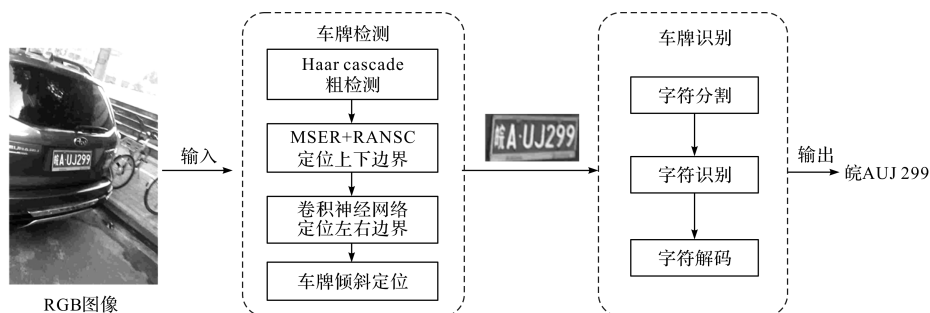 皖A·UJ299
RGB图像
输入
车牌检测
Haar cascade
粗检测
MSER+RANSC
定位上下边界
卷积神经网络
定位左右边界
车牌倾斜定位
皖A·UJ299
车牌识别
字符分割
字符识别
字符解码
输出
皖AUJ 299